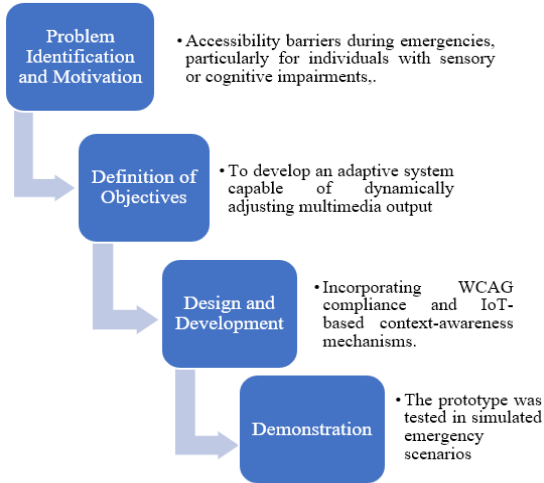 Problem
Identification
and Motivation
• Accessibility barriers during emergencies,
particularly for individuals with sensory
or cognitive impairments,.
Definition of
Objectives
• To develop an adaptive system
capable of dynamically
adjusting multimedia output
Design and
Development
• Incorporating WCAG
compliance and IoT-
based context-awareness
mechanisms.
Demonstration
• The prototype was
tested in simulated
emergency
scenarios